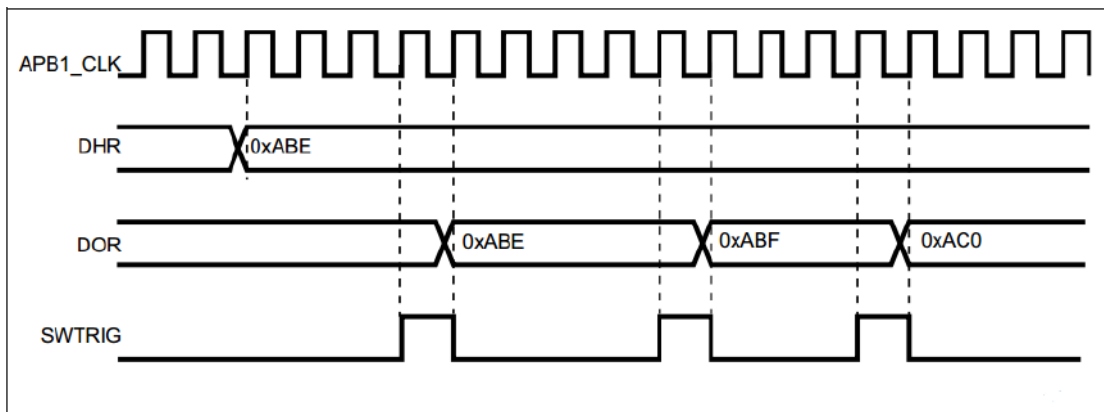 APB1_CLK
DHR
0xABE
DOR
0xABE
0xABF
0xAC0
SWTRIG